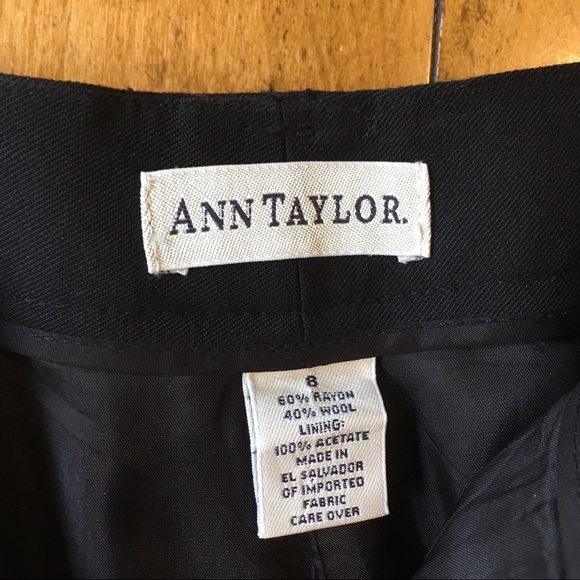 ANN TAYLOR.
8
60% RAYON
40% WOOL
LINING:
100% ACETATE
MADE IN
EL SALVADOR
OF IMPORTED
FABRIC
CARE OVER